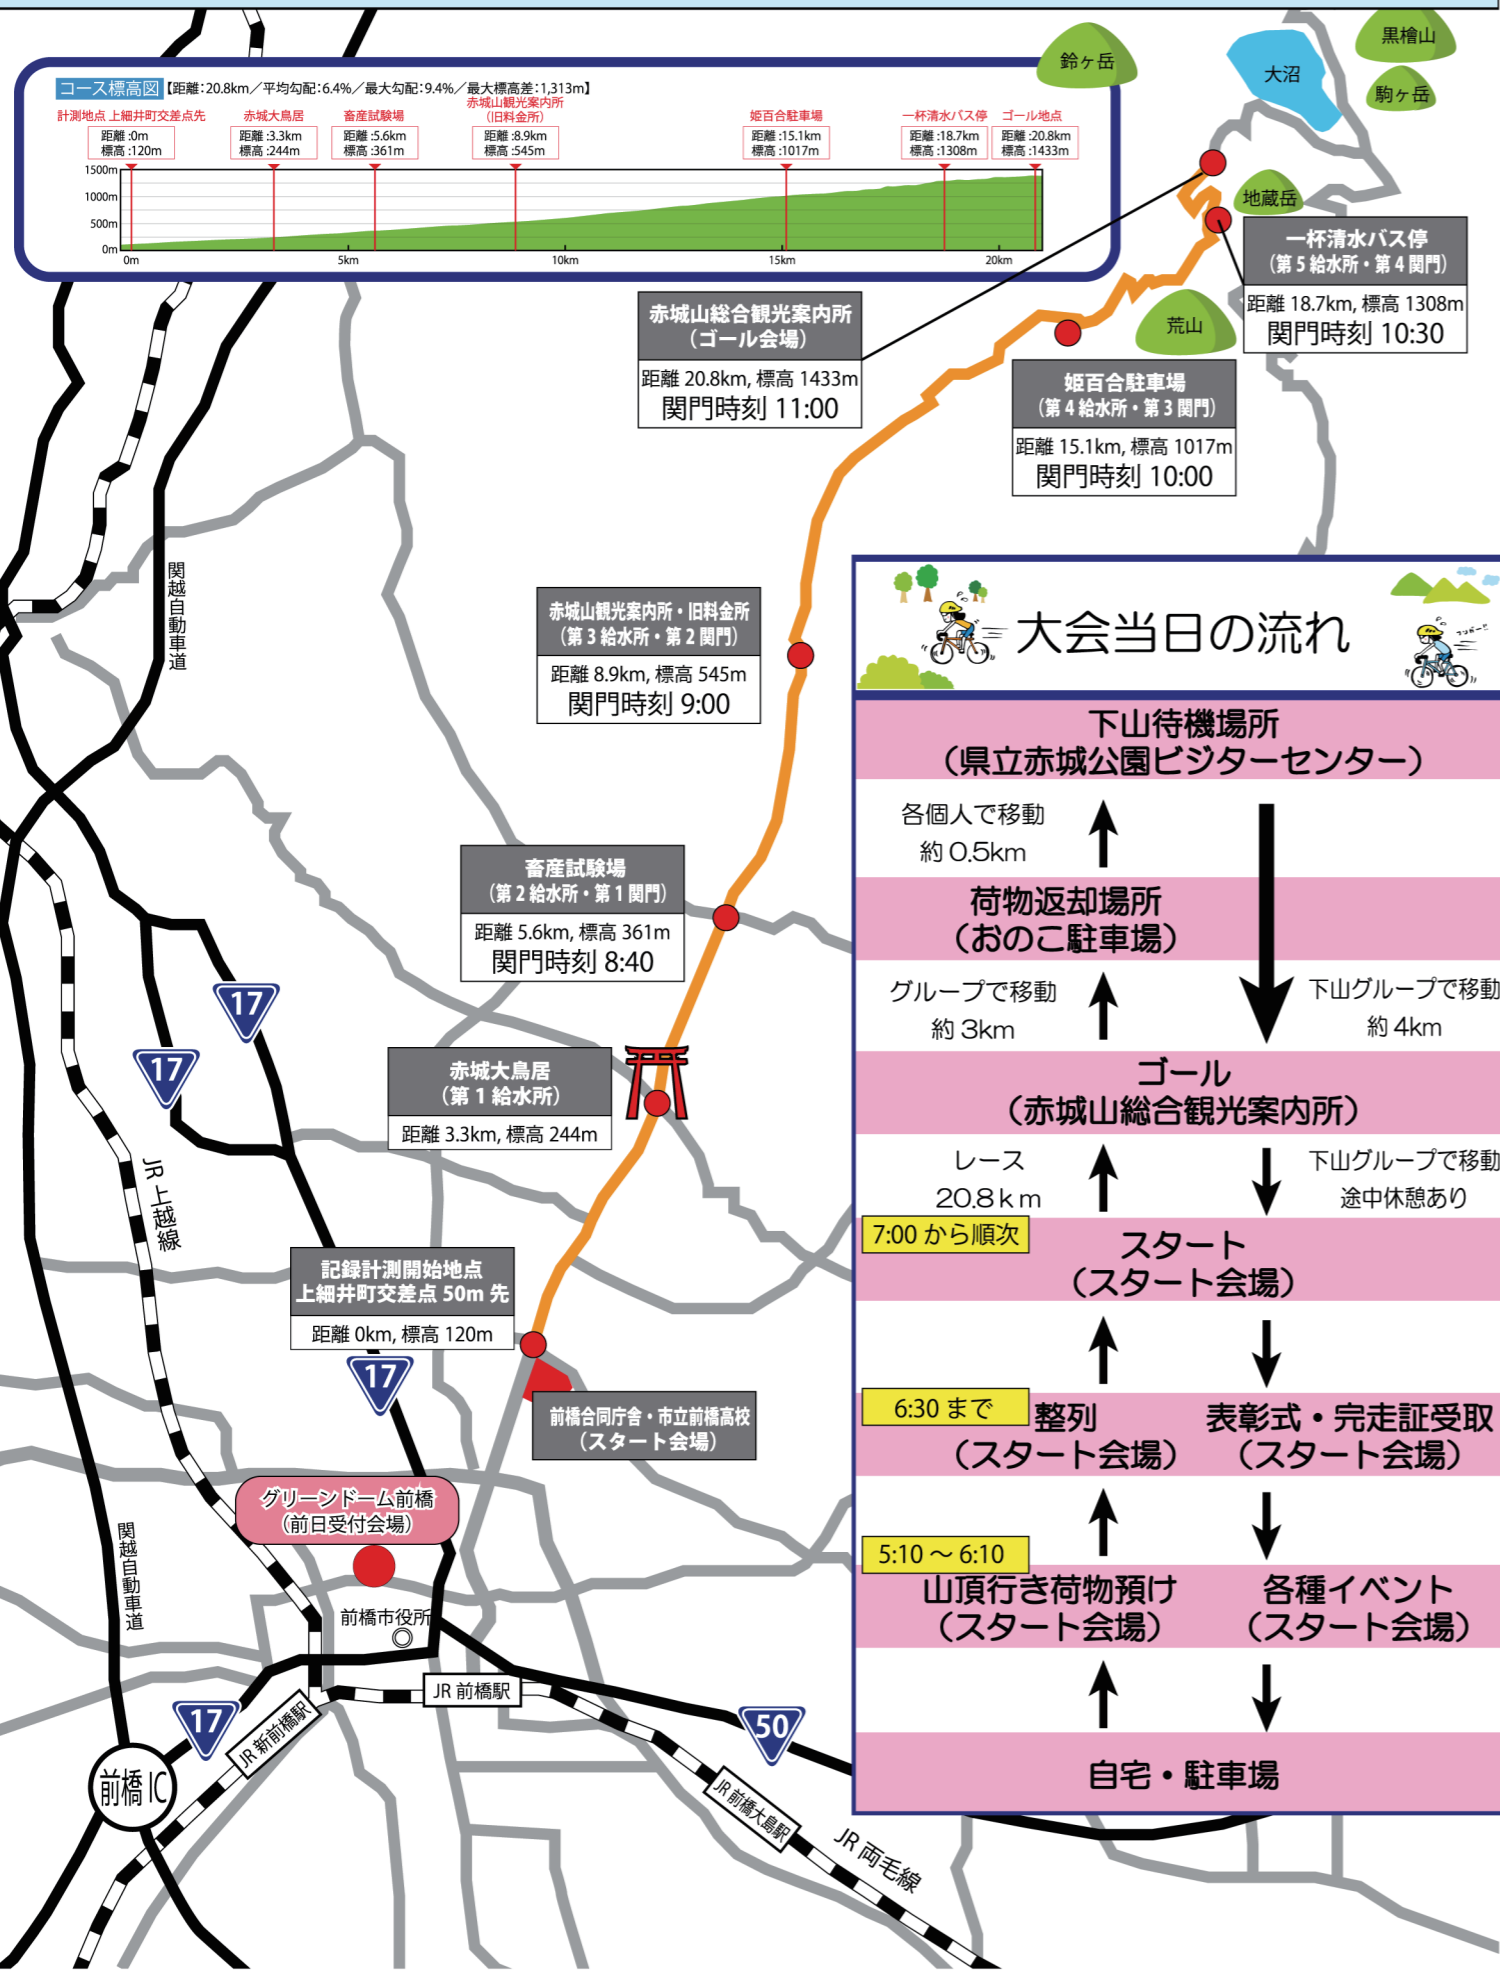 コース標高図【距離:20.8km／平均勾配:6.4%／最大勾配:9.4%／最大標高差:1,313m】
計測地点 上細井町交差点先
距離:0m
標高:120m
赤城大鳥居
距離:3.3km
標高:244m
畜産試験場
距離:5.6km
標高:361m
赤城山観光案内所
(旧料金所)
距離:8.9km
標高:545m
姫百合駐車場
距離:15.1km
標高:1017m
一杯清水バス停
距離:18.7km
標高:1308m
ゴール地点
距離:20.8km
標高:1433m
1500m
1000m
500m
0m
0m
5km
10km
15km
20km
鈴ヶ岳
大沼
黒檜山
駒ヶ岳
地蔵岳
荒山
一杯清水バス停
（第5給水所・第4関門）
距離 18.7km, 標高 1308m
関門時刻 10:30
赤城山総合観光案内所
（ゴール会場）
距離 20.8km, 標高 1433m
関門時刻 11:00
姫百合駐車場
（第4給水所・第3関門）
距離 15.1km, 標高 1017m
関門時刻 10:00
赤城山観光案内所・旧料金所
（第3給水所・第2関門）
距離 8.9km, 標高 545m
関門時刻 9:00
畜産試験場
（第2給水所・第1関門）
距離 5.6km, 標高 361m
関門時刻 8:40
赤城大鳥居
（第1給水所）
距離 3.3km, 標高 244m
記録計測開始地点
上細井町交差点 50m 先
距離 0km, 標高 120m
前橋合同庁舎・市立前橋高校
（スタート会場）
グリーンドーム前橋
（前日受付会場）
前橋市役所
関越自動車道
関越自動車道
JR 上越線
17
17
17
17
50
JR 前橋駅
JR 新前橋駅
JR 前橋大島駅
JR 両毛線
前橋 IC
大会当日の流れ
下山待機場所
（県立赤城公園ビジターセンター）
各個人で移動
約 0.5km
荷物返却場所
（おのこ駐車場）
グループで移動
約 3km
下山グループで移動
約 4km
ゴール
（赤城山総合観光案内所）
レース
20.8ｋｍ
下山グループで移動
途中休憩あり
7:00 から順次
スタート
（スタート会場）
6:30 まで
整列
（スタート会場）
表彰式・完走証受取
（スタート会場）
5:10 ～ 6:10
山頂行き荷物預け
（スタート会場）
各種イベント
（スタート会場）
自宅・駐車場